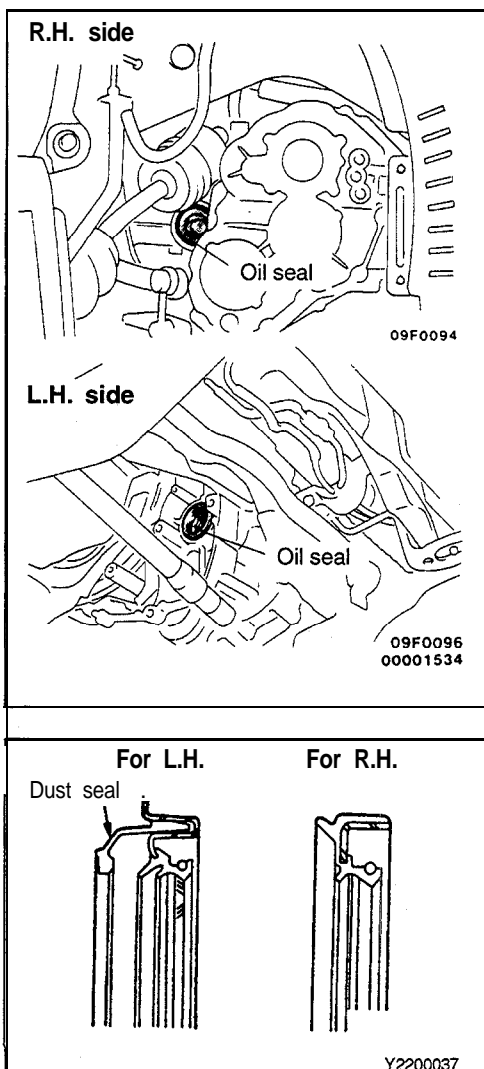 R.H. side
Oil seal
09F0094
L.H. side
Oil seal
09F0096
00001534
For L.H. For R.H.
Dust seal
Y2200037